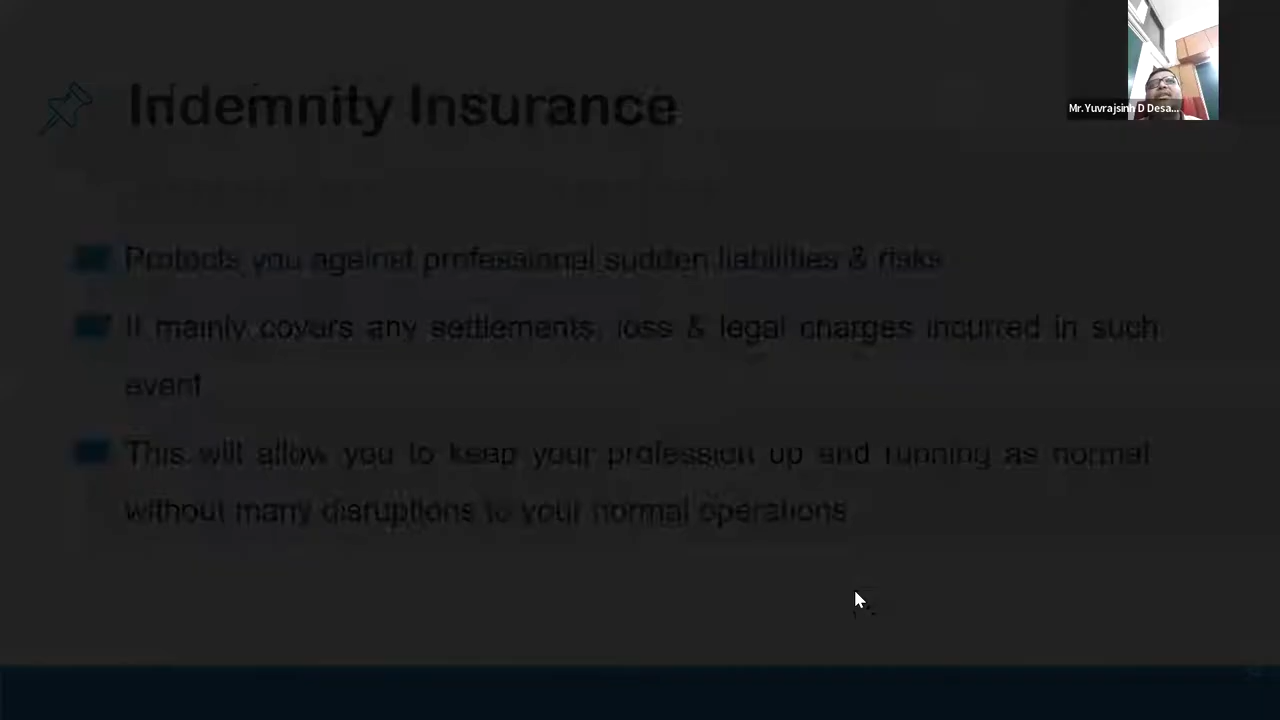 Mr.Yuvrajsinh D Desa...
Indemnity Insurance
Protects you against professional sudden liabilities & risks
It mainly covers any settlements, loss & legal charges incurred in such
event
This will allow you to keep your profession up and running as normal
without many disruptions to your normal operations